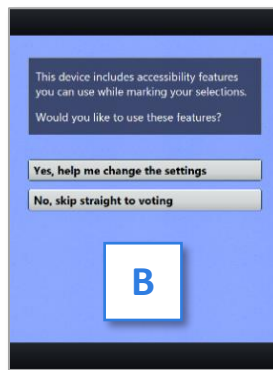 This device includes accessibility features
you can use while marking your selections.
Would you like to use these features?
Yes, help me change the settings
No, skip straight to voting
B